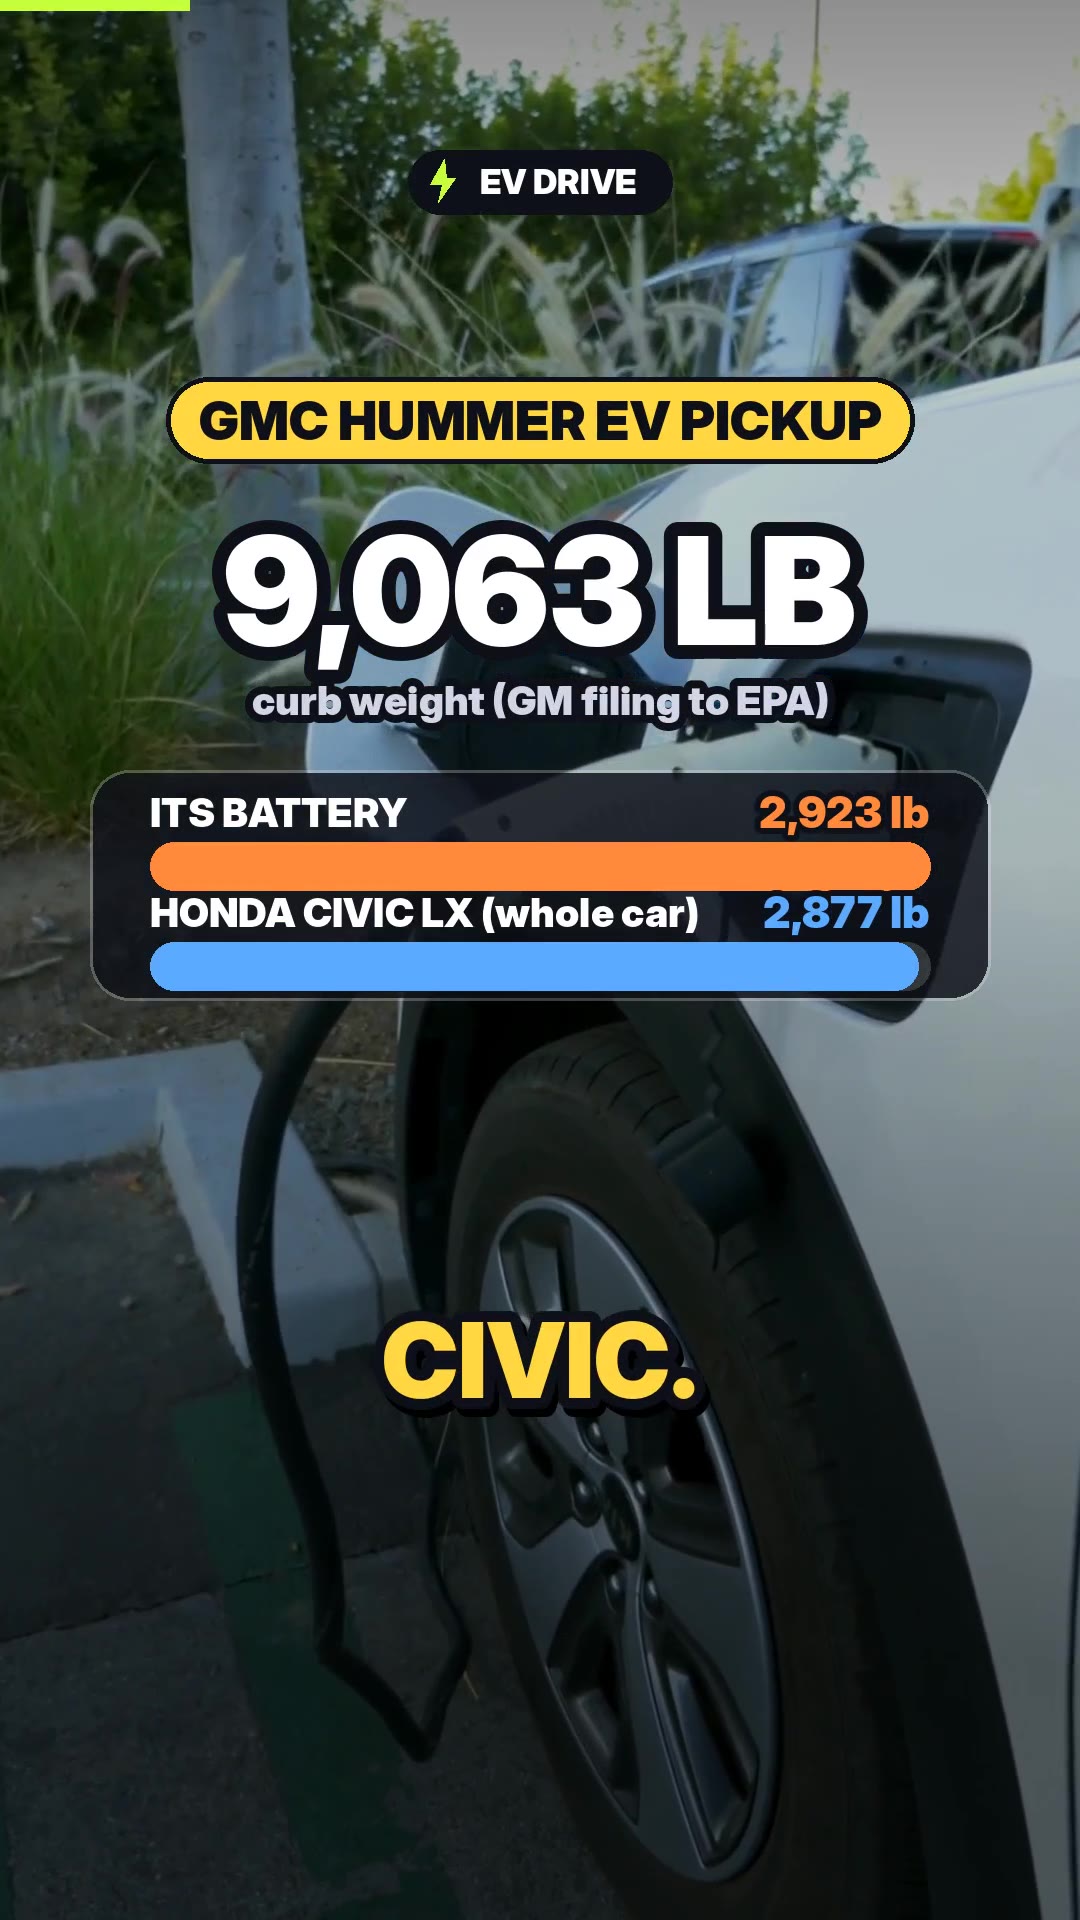 EV DRIVE
GMC HUMMER EV PICKUP
9,063 LB
curb weight (GM filing to EPA)
ITS BATTERY 2,923 lb
HONDA CIVIC LX (whole car) 2,877 lb
CIVIC.